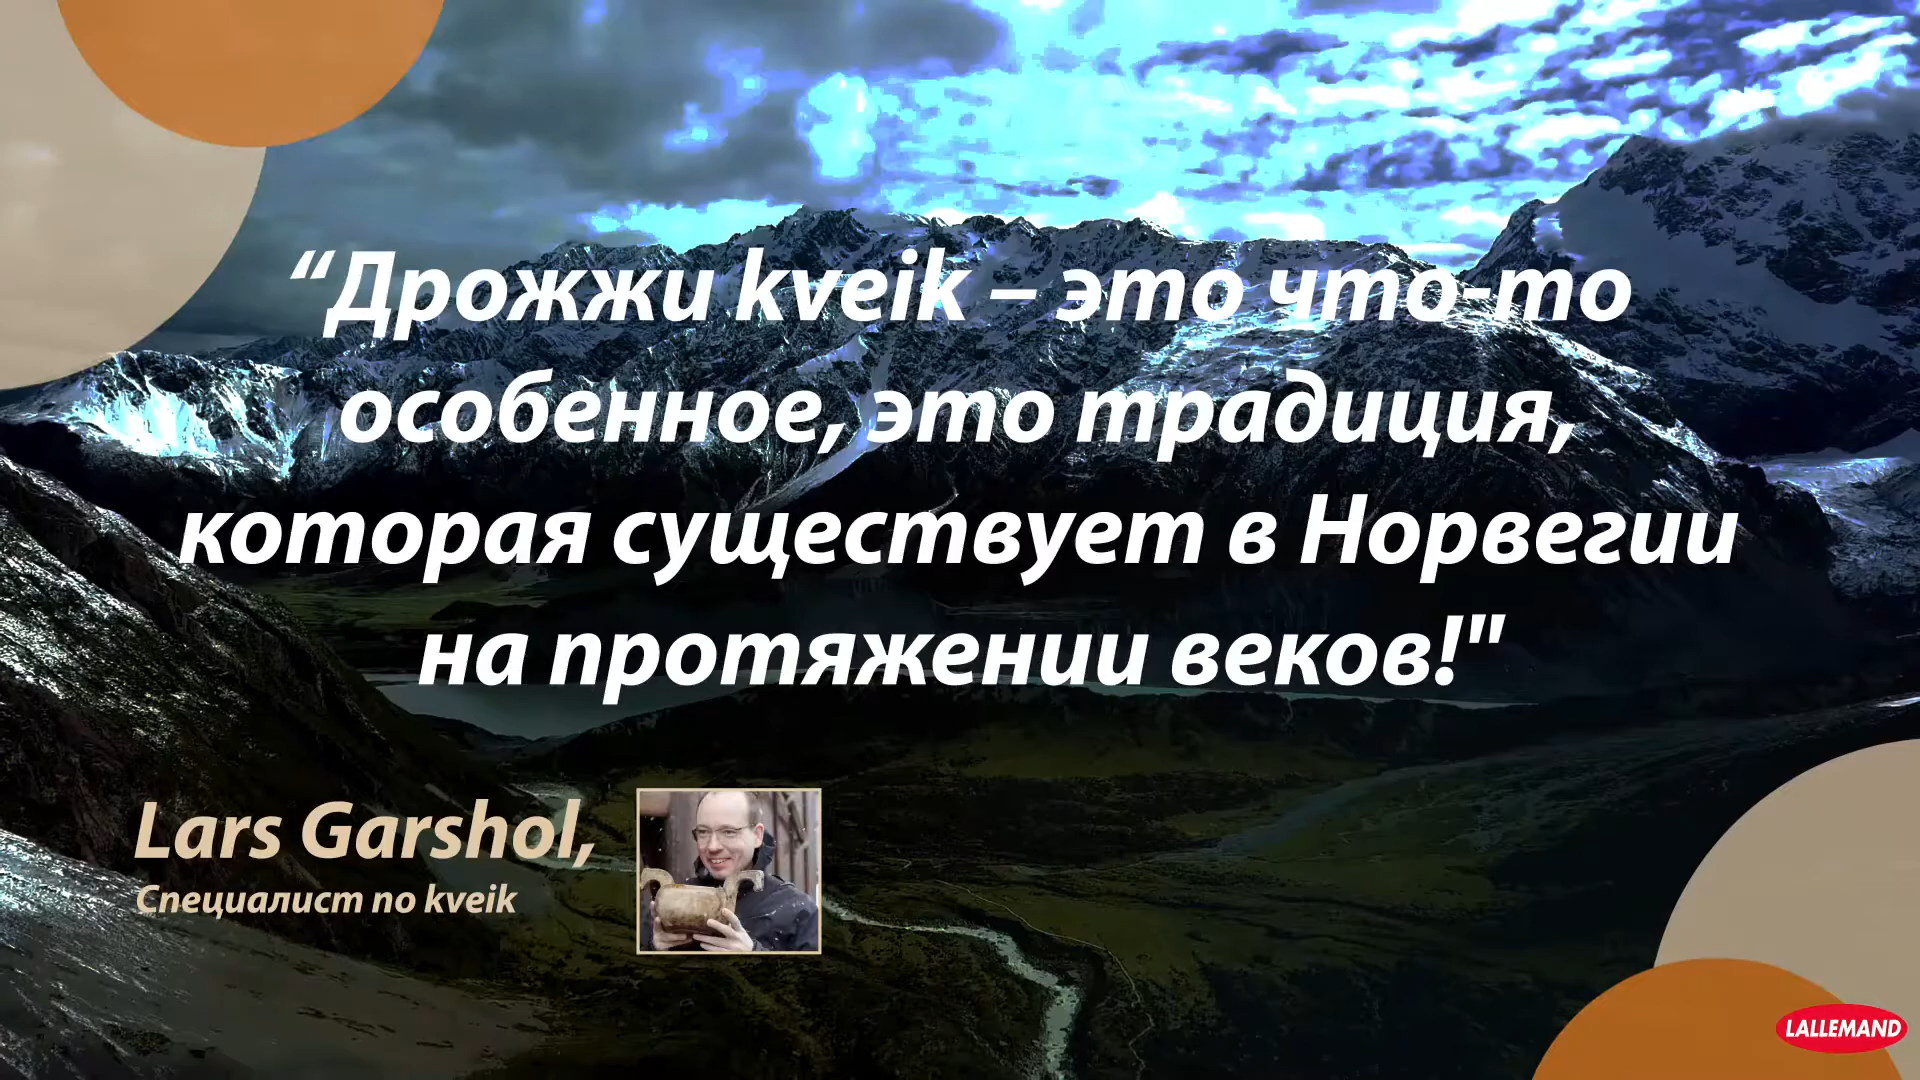 “Дрожжи kveik – это что-то
особенное, это традиция,
которая существует в Норвегии
на протяжении веков!"
Lars Garshol,
Специалист по kveik
LALLEMAND